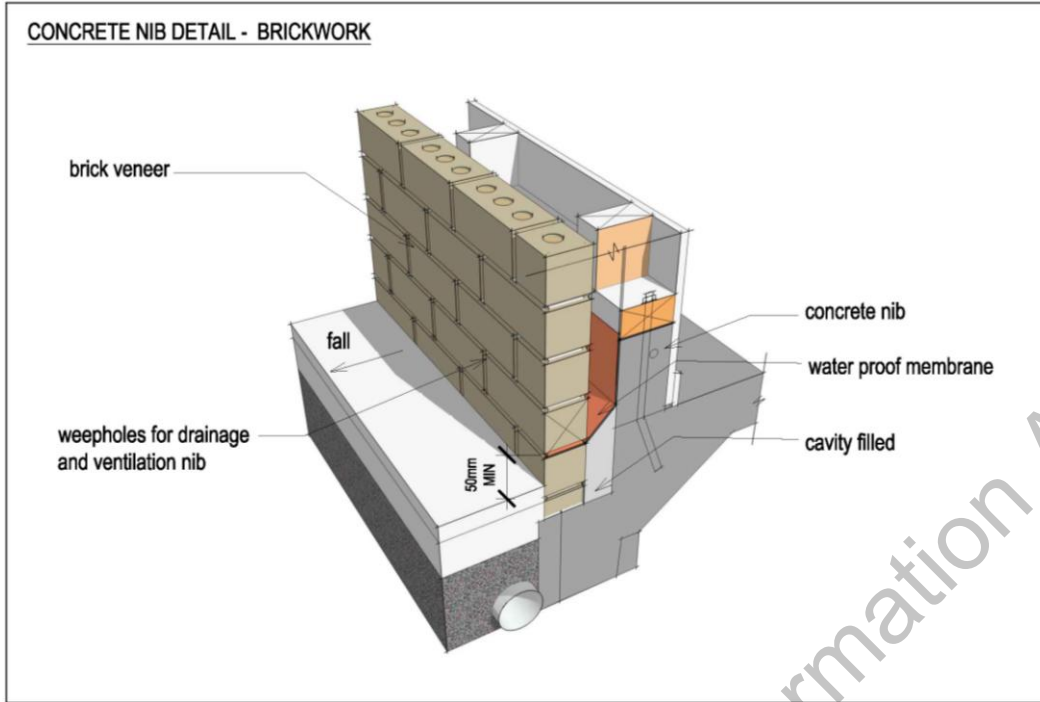 CONCRETE NIB DETAIL - BRICKWORK
brick veneer
fall
weepholes for drainage
and ventilation nib
50mm
MIN
concrete nib
water proof membrane
cavity filled